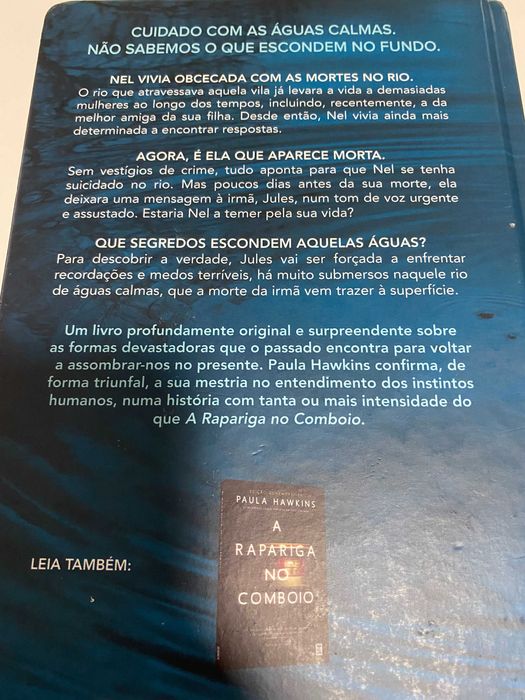 CUIDADO COM AS ÁGUAS CALMAS.
NÃO SABEMOS O QUE ESCONDEM NO FUNDO.
NEL VIVIA OBCECADA COM AS MORTES NO RIO.
O rio que atravessava aquela vila já levara a vida a demasiadas
mulheres ao longo dos tempos, incluindo, recentemente, a da
melhor amiga da sua filha. Desde então, Nel vivia ainda mais
determinada a encontrar respostas.
AGORA, É ELA QUE APARECE MORTA.
Sem vestígios de crime, tudo aponta para que Nel se tenha
suicidado no rio. Mas poucos dias antes da sua morte, ela
deixara uma mensagem à irmã, Jules, num tom de voz urgente
e assustado. Estaria Nel a temer pela sua vida?
QUE SEGREDOS ESCONDEM AQUELAS ÁGUAS?
Para descobrir a verdade, Jules vai ser forçada a enfrentar
recordações e medos terríveis, há muito submersos naquele rio
de águas calmas, que a morte da irmã vem trazer à superfície.
Um livro profundamente original e surpreendente sobre
as formas devastadoras que o passado encontra para voltar
a assombrar-nos no presente. Paula Hawkins confirma, de
forma triunfal, a sua mestria no entendimento dos instintos
humanos, numa história com tanta ou mais intensidade do
que A Rapariga no Comboio.
LEIA TAMBÉM:
PAULA HAWKINS
A
RAPARIGA
NO
COMBOIO